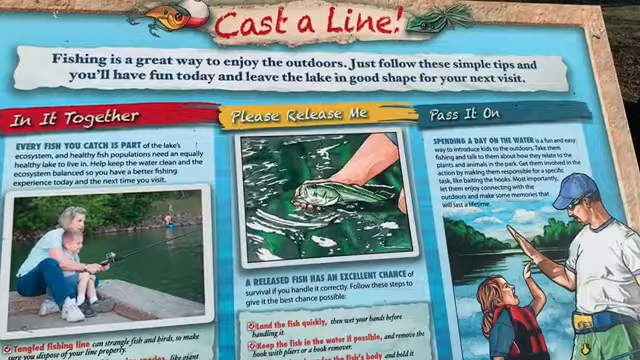 Cast a Line!
Fishing is a great way to enjoy the outdoors. Just follow these simple tips and
you'll have fun today and leave the lake in good shape for your next visit.
In It Together
EVERY FISH YOU CATCH IS PART of the lake's
ecosystem, and healthy fish populations need an equally
healthy lake to live in. Help keep the water clean and the
ecosystem balanced so you have a better fishing
experience today and the next time you visit.
Tangled fishing line can strangle fish and birds, so make
sure you dispose of your line properly.
species, like giant
Please Release Me
A RELEASED FISH HAS AN EXCELLENT CHANCE of
survival if you handle it correctly. Follow these steps to
give it the best chance possible:
Land the fish quickly, then wet your hands before
handling it.
Keep the fish in the water if possible, and remove the
hook with pliers or a hook remover.
the fish's body and hold it
Pass It On
SPENDING A DAY ON THE WATER is a fun and easy
way to introduce kids to the outdoors. Take them
fishing and talk to them about how they relate to the
plants and animals in the park. Get them involved in the
action by making them responsible for a specific
task, like baiting the hooks. Most importantly,
let them enjoy connecting with the
outdoors and make some memories that
will last a lifetime.